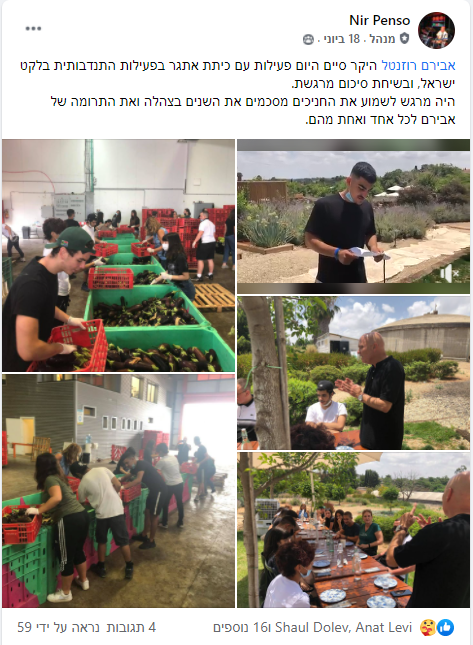 Nir Penso
מנהל · 18 ביוני ·
אבירם רוזנטל היקר סיים היום פעילות עם כיתת אתגר בפעילות התנדבותית בלקט
ישראל, ובשיחת סיכום מרגשת.
היה מרגש לשמוע את החניכים מסכמים את השנים בצהלה ואת התרומה של
אבירם לכל אחד ואחת מהם.
Shaul Dolev, Anat Levi ו16 נוספים
4 תגובות נראה על ידי 59